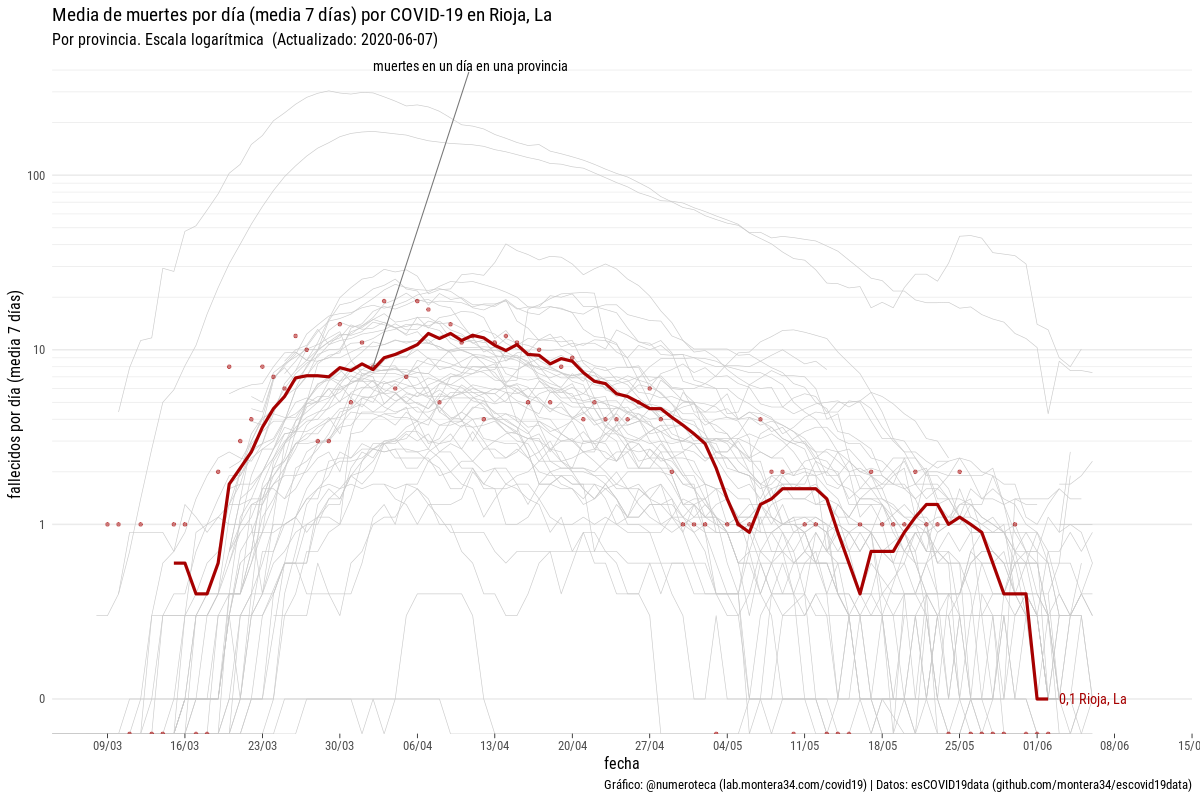 Media de muertes por día (media 7 días) por COVID-19 en Rioja, La
Por provincia. Escala logarítmica (Actualizado: 2020-06-07)
muertes en un día en una provincia
fallecidos por día (media 7 días)
100
10
1
0
0,1 Rioja, La
09/03 16/03 23/03 30/03 06/04 13/04 20/04 27/04 04/05 11/05 18/05 25/05 01/06 08/06 15/0
fecha
Gráfico: @numeroteca (lab.montera34.com/covid19) | Datos: esCOVID19data (github.com/montera34/escovid19data)